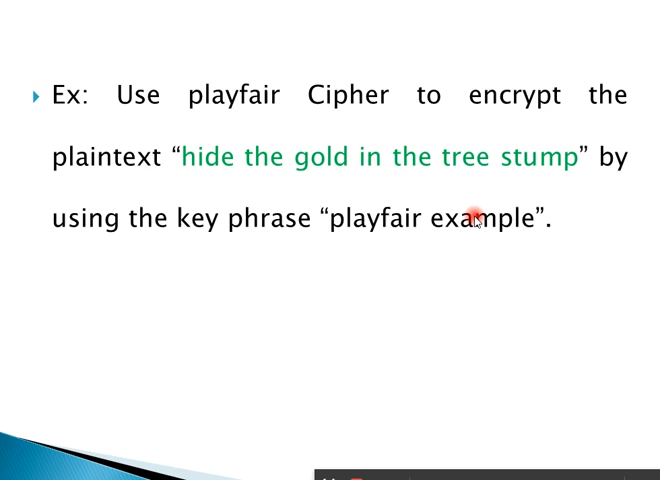 Ex: Use playfair Cipher to encrypt the
plaintext “hide the gold in the tree stump” by
using the key phrase “playfair example”.